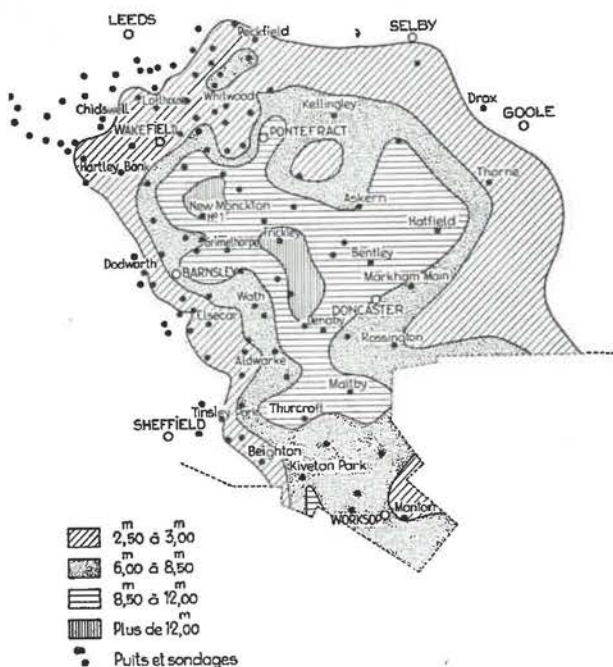 LEEDS
Peckfield
SELBY
Lofthouse
Whitwood
Kellingley
Drax
Chidswell
GOOLE
WAKEFIELD
PONTEFRACT
Hartley Bank
Thorne
New Monckton
N°1
Askern
Hatfield
Grimethorpe
Frickley
Dodworth
Bentley
BARNSLEY
Markham Main
Wath
DONCASTER
Elsecar
Denaby
Rossington
Aldwarke
Maltby
Tinsley Park
Thurcroft
SHEFFIELD
Beighton
Kiveton Park
Manton
WORKSOP
2,50 à 3,00 m m
6,00 à 8,50 m m
8,50 à 12,00 m m
Plus de 12,00 m
Puits et sondages